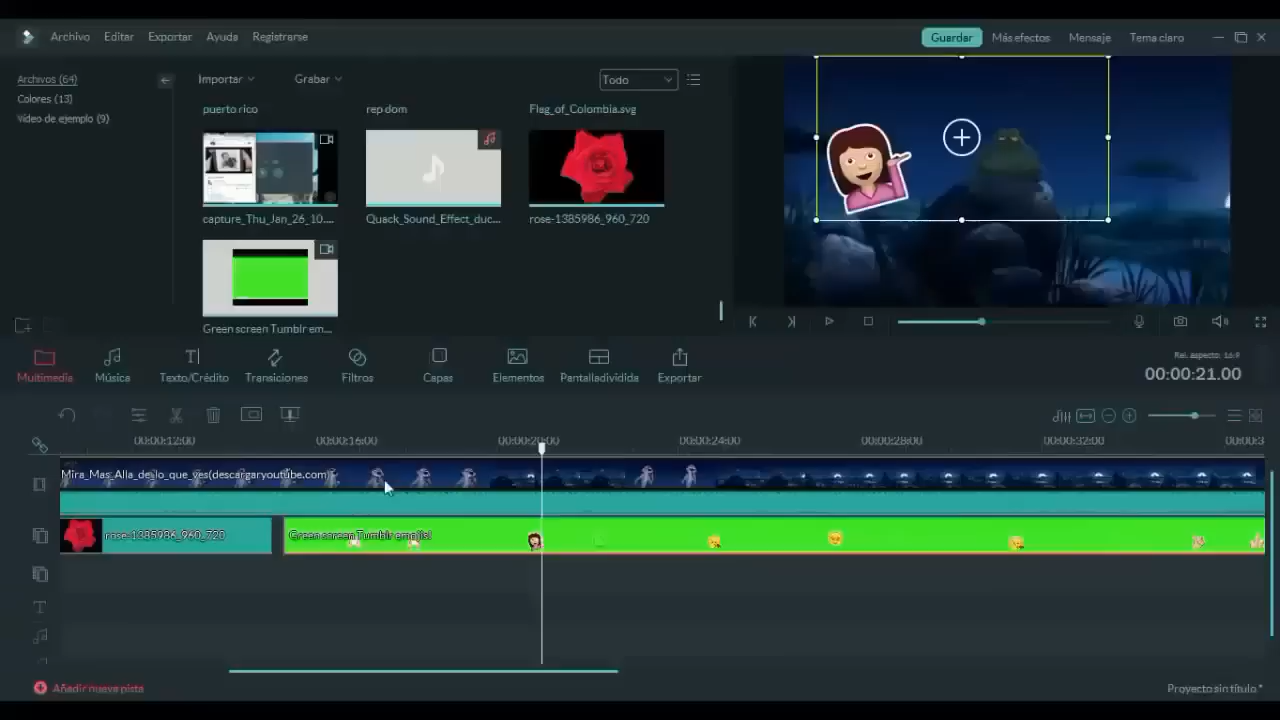 Archivo Editar Exportar Ayuda Registrarse Guardar Más efectos Mensaje Tema claro
Archivos (64) Importar Grabar Todo
Colores (13)
Vídeo de ejemplo (9)
puerto rico rep dom Flag_of_Colombia.svg
capture_Thu_Jan_26_10.... Quack_Sound_Effect_duc... rose-1385986_960_720
Green screen Tumblr em...
Multimedia Música Texto/Crédito Transiciones Filtros Capas Elementos Pantalladividida Exportar
Rel. aspecto: 16:9
00:00:21.00
00:00:12:00 00:00:16:00 00:00:20:00 00:00:24:00 00:00:28:00 00:00:32:00 00:00:3
Mira_Mas_Alla_de_lo_que_ves(descargaryoutube.com)
rose-1385986_960_720 Green screen Tumblr emojis!
T
Añadir nueva pista Proyecto sin título *